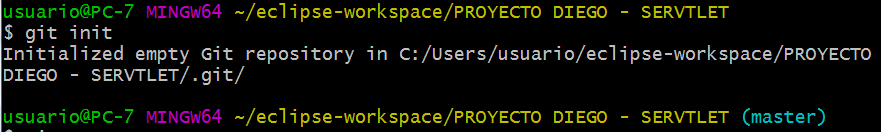 usuario@PC-7 MINGW64 ~/eclipse-workspace/PROYECTO DIEGO - SERVTLET
$ git init
Initialized empty Git repository in C:/Users/usuario/eclipse-workspace/PROYECTO
DIEGO - SERVTLET/.git/
usuario@PC-7 MINGW64 ~/eclipse-workspace/PROYECTO DIEGO - SERVTLET (master)